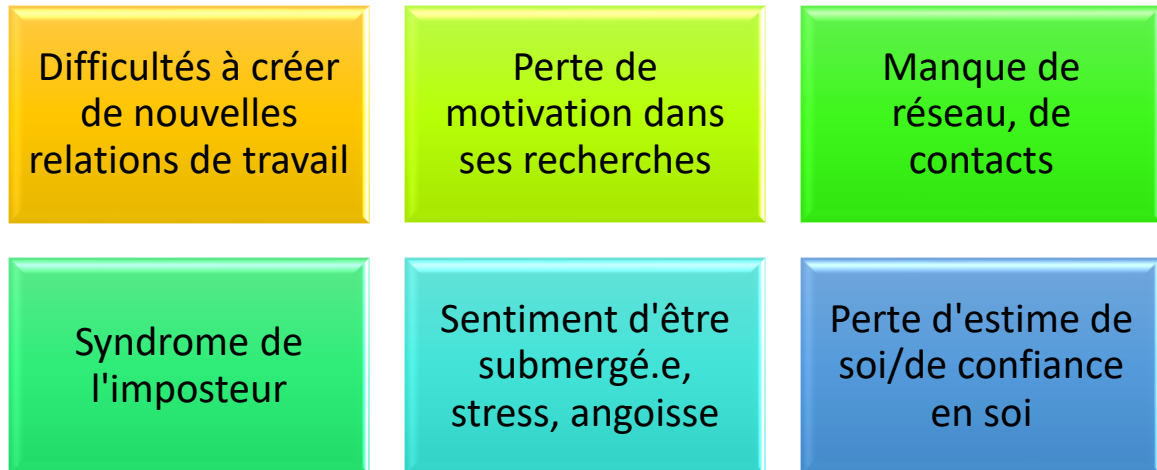 Difficultés à créer
de nouvelles
relations de travail
Perte de
motivation dans
ses recherches
Manque de
réseau, de
contacts
Syndrome de
l'imposteur
Sentiment d'être
submergé.e,
stress, angoisse
Perte d'estime de
soi/de confiance
en soi